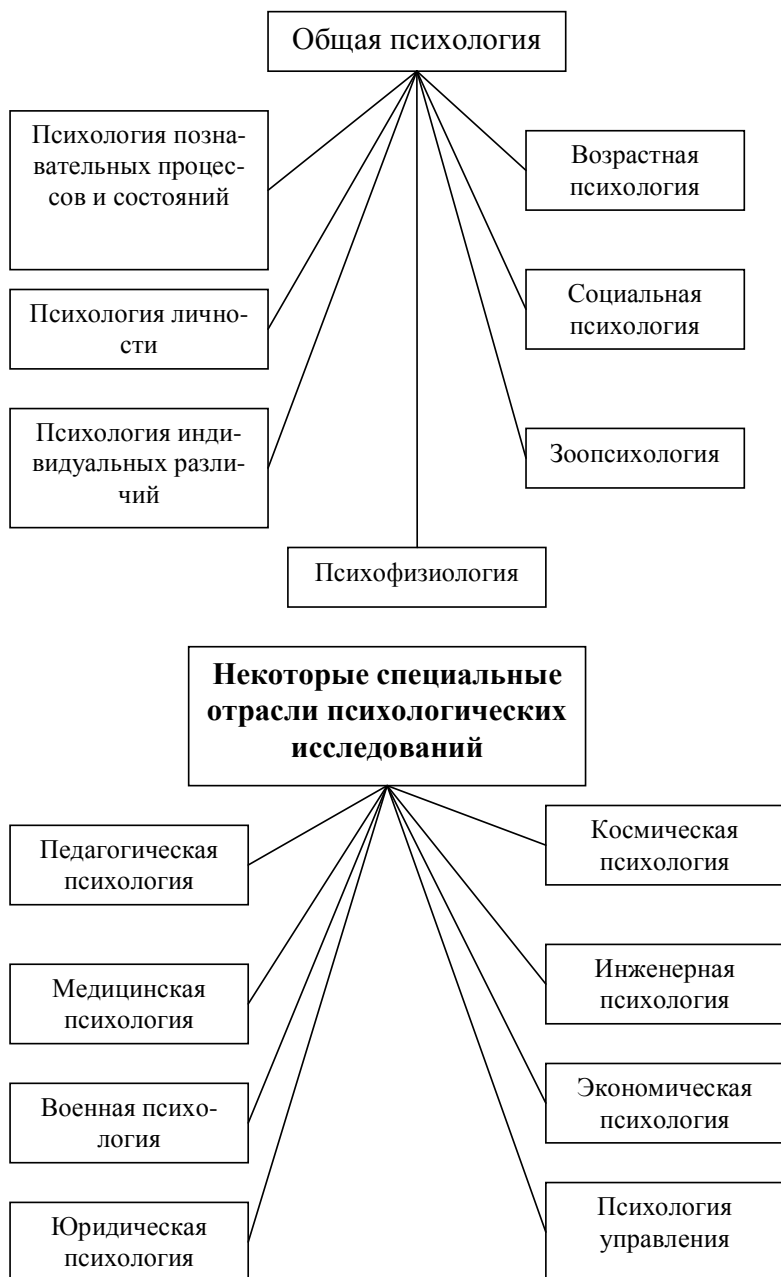 Общая психология
Психология позна-
вательных процес-
сов и состояний
Возрастная
психология
Психология лично-
сти
Социальная
психология
Психология инди-
видуальных разли-
чий
Зоопсихология
Психофизиология
Некоторые специальные
отрасли психологических
исследований
Педагогическая
психология
Космическая
психология
Медицинская
психология
Инженерная
психология
Военная психо-
логия
Экономическая
психология
Юридическая
психология
Психология
управления